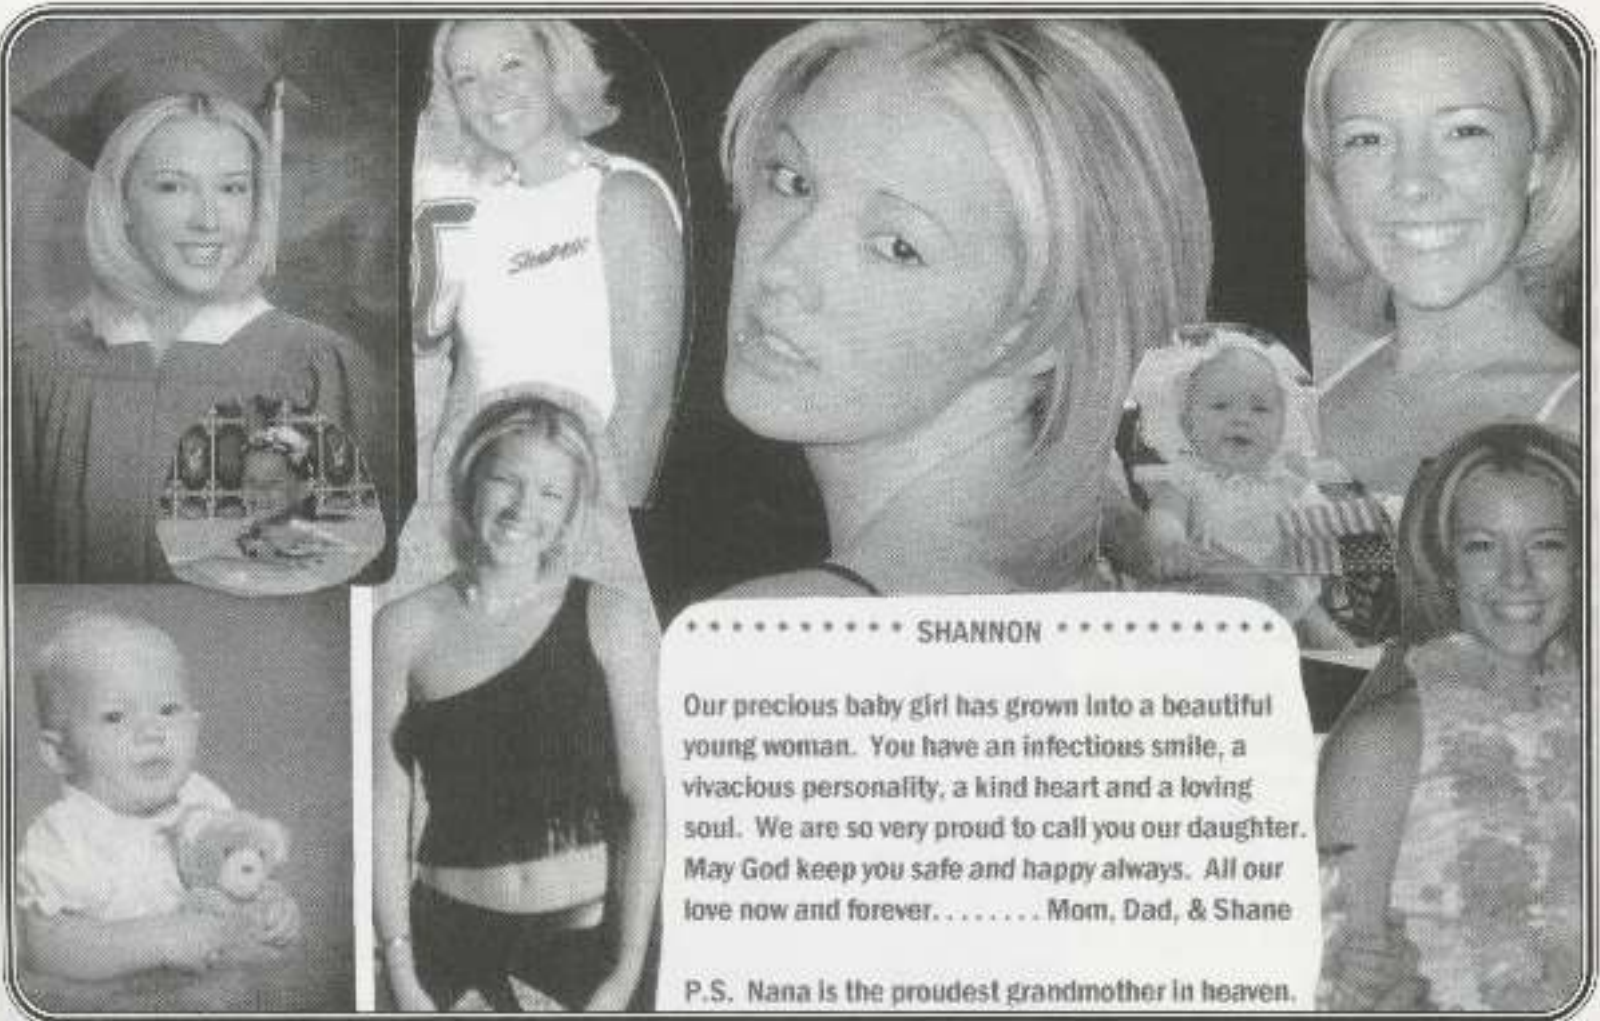 Shannon
* * * * * * * * * * SHANNON * * * * * * * * * *
Our precious baby girl has grown into a beautiful
young woman. You have an infectious smile, a
vivacious personality, a kind heart and a loving
soul. We are so very proud to call you our daughter.
May God keep you safe and happy always. All our
love now and forever........ Mom, Dad, & Shane
P.S. Nana is the proudest grandmother in heaven.